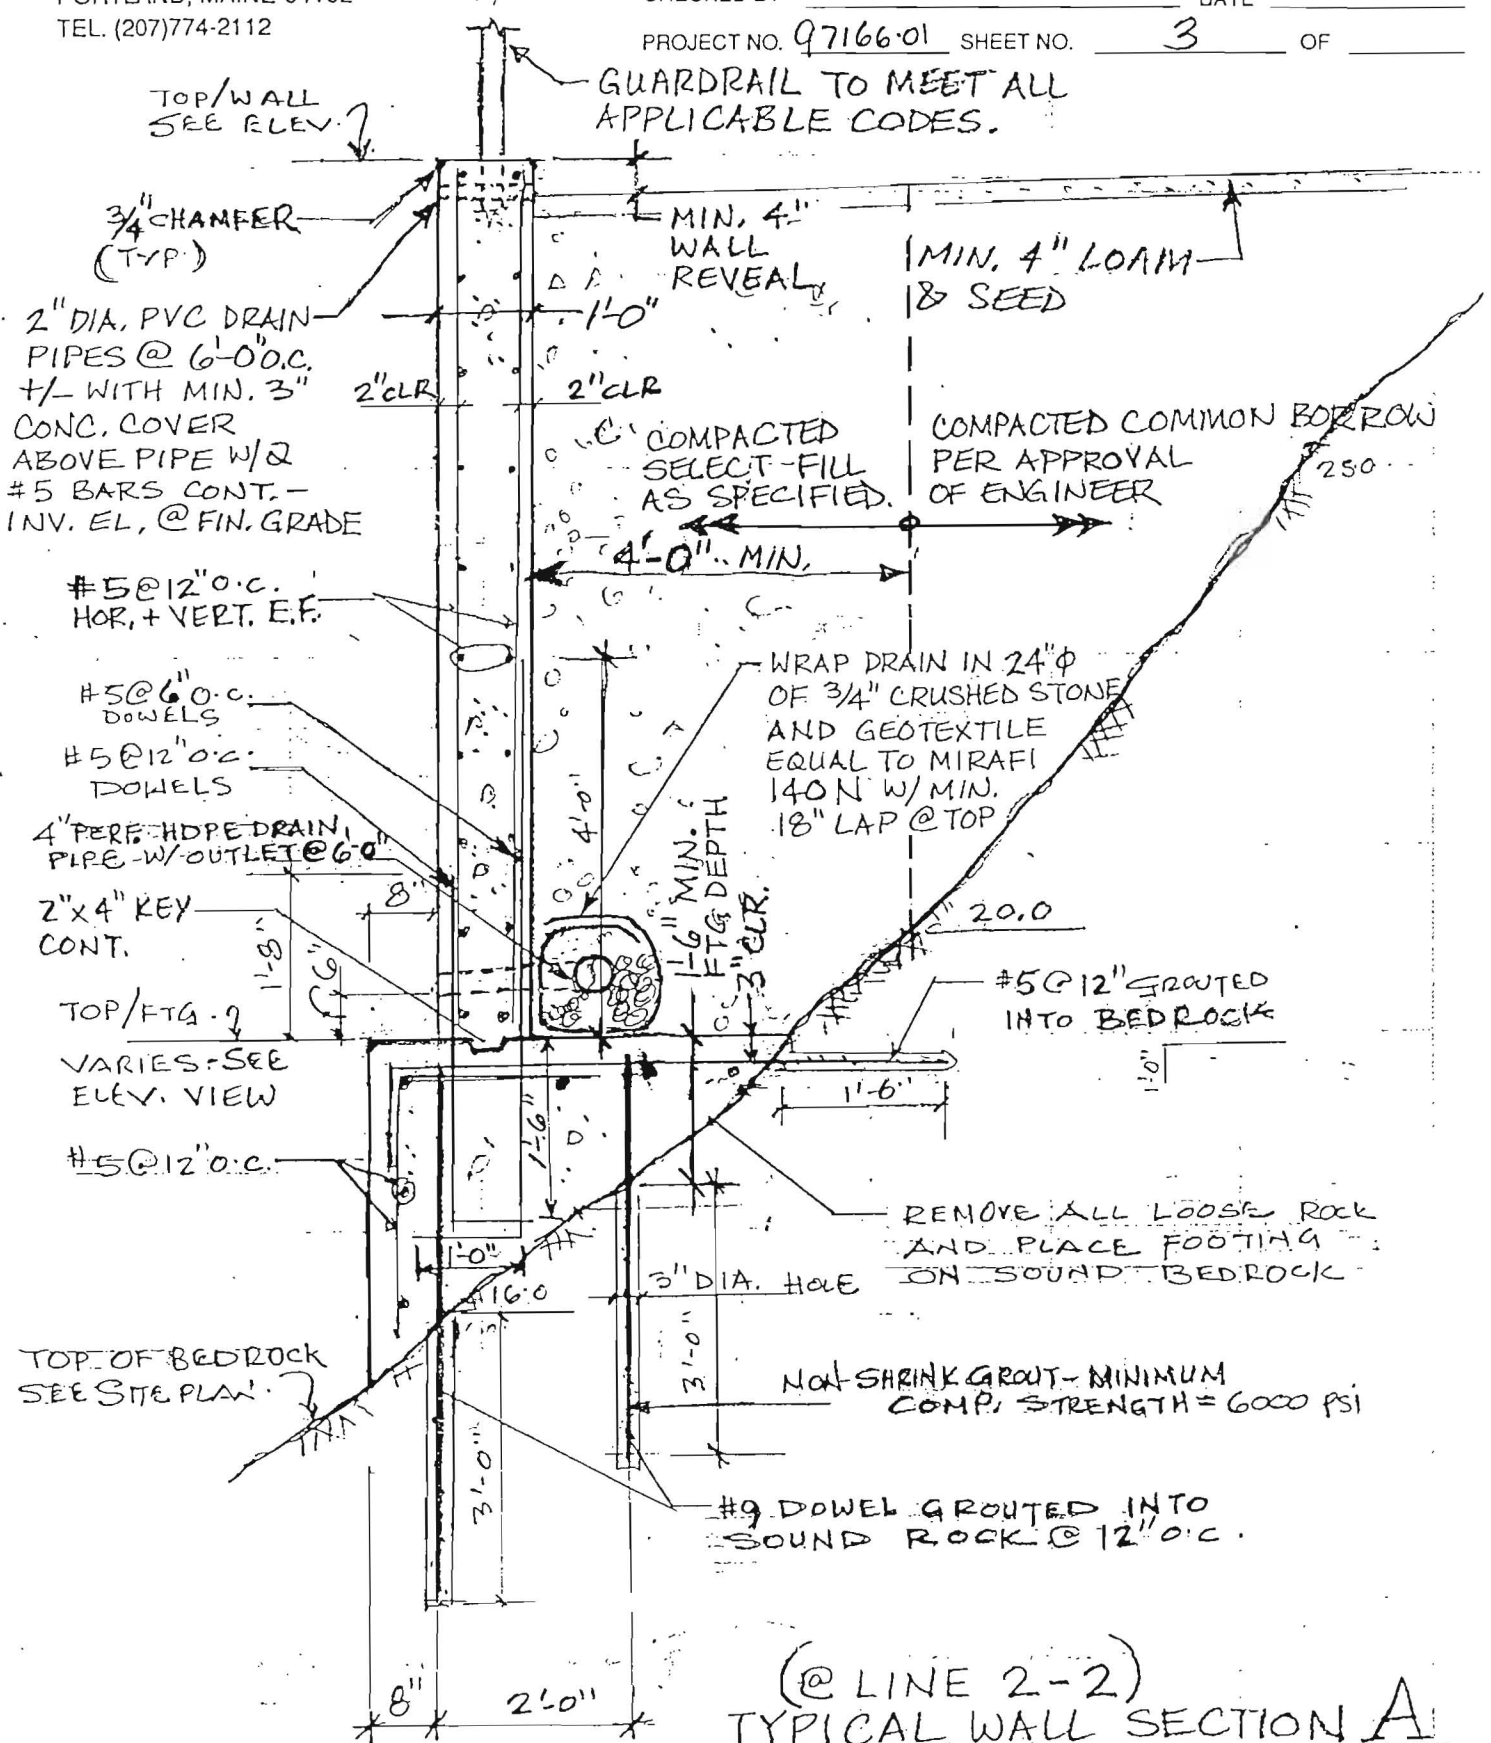 TEL. (207)774-2112
PROJECT NO. 97166.01 SHEET NO. 3 OF
GUARDRAIL TO MEET ALL
APPLICABLE CODES.
TOP/WALL
SEE ELEV.
3/4" CHAMFER
(TYP.)
MIN. 4"
WALL
REVEAL
MIN. 4" LOAM
& SEED
2" DIA. PVC DRAIN
PIPES @ 6'-0" O.C.
+/- WITH MIN. 3"
CONC. COVER
ABOVE PIPE W/2
#5 BARS CONT. -
INV. EL. @ FIN. GRADE
1'-0"
2" CLR
2" CLR
COMPACTED
SELECT-FILL
AS SPECIFIED.
COMPACTED COMMON BORROW
PER APPROVAL
OF ENGINEER
25.0
4'-0" MIN.
#5@12" O.C.
HOR. + VERT. E.F.
#5@6" O.C.
DOWELS
#5@12" O.C.
DOWELS
4" PERF. HDPE DRAIN
PIPE W/ OUTLET @ 6'-0"
WRAP DRAIN IN 24"φ
OF 3/4" CRUSHED STONE
AND GEOTEXTILE
EQUAL TO MIRAFI
140 N W/ MIN.
18" LAP @ TOP
4'-0"
1'-6" MIN.
FTG DEPTH
3" CLR.
8"
2"x4" KEY
CONT.
1'-8"
6"
20.0
TOP/FTG.
VARIES-SEE
ELEV. VIEW
#5@12" GROUTED
INTO BEDROCK
1'-6"
1'0"
1'-6"
#5@12" O.C.
REMOVE ALL LOOSE ROCK
AND PLACE FOOTING
ON SOUND BEDROCK
1'-0"
16.0
3" DIA. HOLE
TOP OF BEDROCK
SEE SITE PLAN.
3'-0"
NON-SHRINK GROUT-MINIMUM
COMP. STRENGTH = 6000 PSI
3'-0"
#9 DOWEL GROUTED INTO
SOUND ROCK @ 12" O.C.
8"
2'-0"
(@ LINE 2-2)
TYPICAL WALL SECTION A